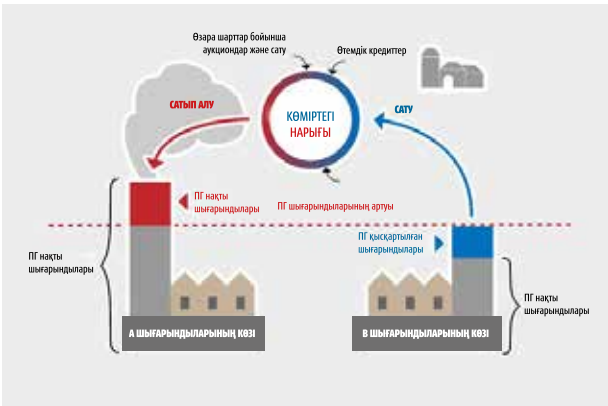 Өзара шарттар бойынша
аукциондар және сату
Өтемдік кредиттер
САТЫП АЛУ
КӨМІРТЕГІ
НАРЫҒЫ
САТУ
ПГ нақты
шығарындылары
ПГ шығарындыларының артуы
ПГ қысқартылған
шығарындылары
ПГ нақты
шығарындылары
ПГ нақты
шығарындылары
А ШЫҒАРЫНДЫЛАРЫНЫҢ КӨЗІ
В ШЫҒАРЫНДЫЛАРЫНЫҢ КӨЗІ